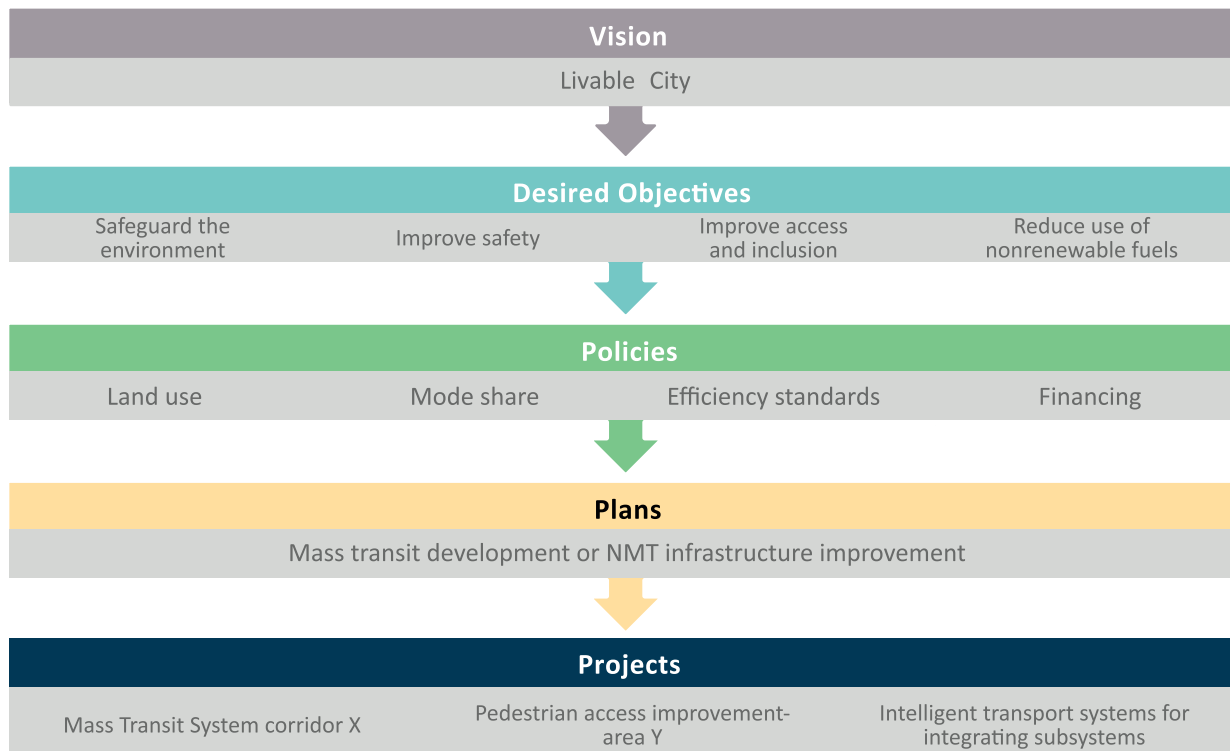 Vision
Livable City
Desired Objectives
Safeguard the
environment
Improve safety
Improve access
and inclusion
Reduce use of
nonrenewable fuels
Policies
Land use
Mode share
Efficiency standards
Financing
Plans
Mass transit development or NMT infrastructure improvement
Projects
Mass Transit System corridor X
Pedestrian access improvement-
area Y
Intelligent transport systems for
integrating subsystems